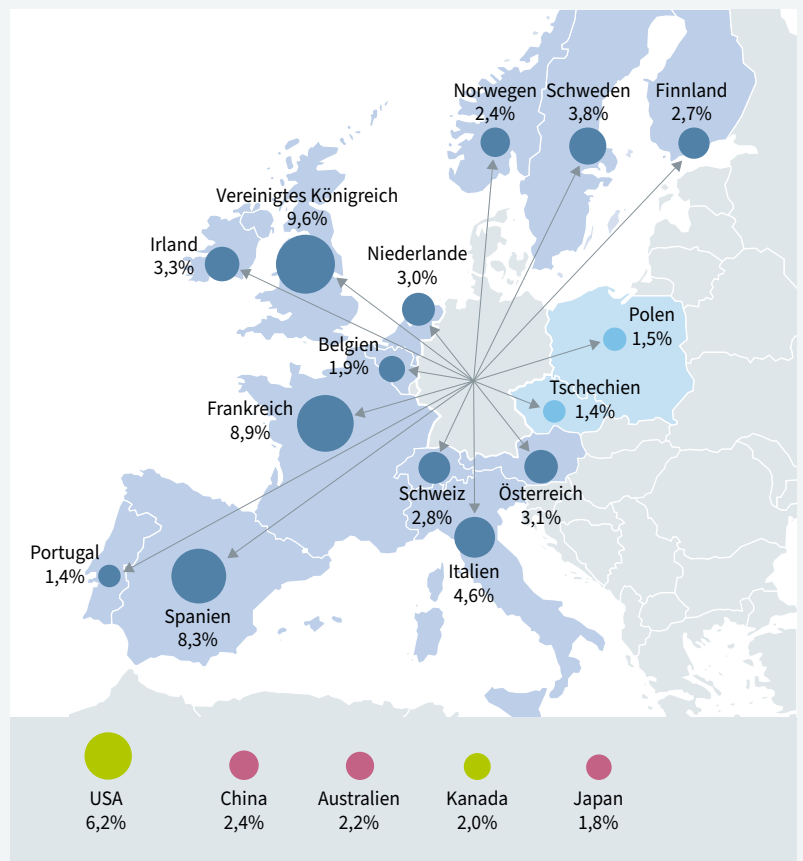 Norwegen
2,4%
Schweden
3,8%
Finnland
2,7%
Vereinigtes Königreich
9,6%
Irland
3,3%
Niederlande
3,0%
Polen
1,5%
Belgien
1,9%
Tschechien
1,4%
Frankreich
8,9%
Schweiz
2,8%
Österreich
3,1%
Portugal
1,4%
Italien
4,6%
Spanien
8,3%
USA
6,2%
China
2,4%
Australien
2,2%
Kanada
2,0%
Japan
1,8%